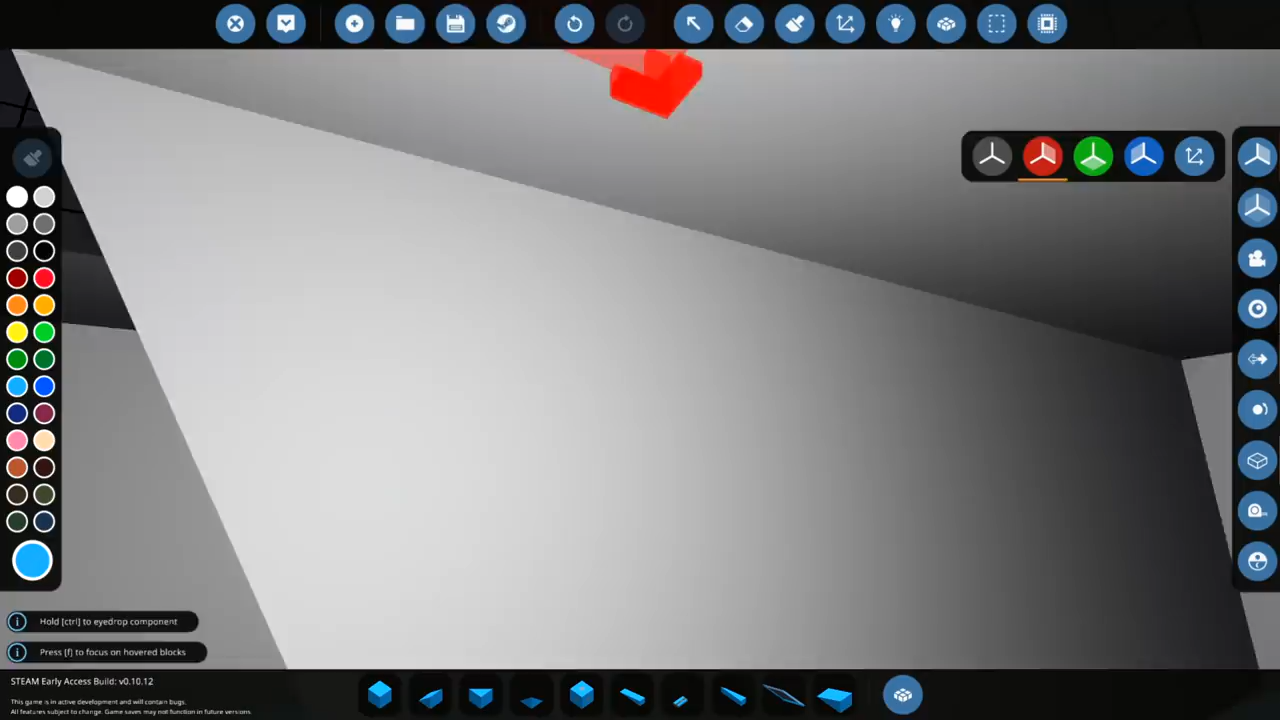 Hold [ctrl] to eyedrop component
Press [f] to focus on hovered blocks
STEAM Early Access Build: v0.10.12
This game is in active development and will contain bugs.
All features subject to change. Game saves may not function in future versions